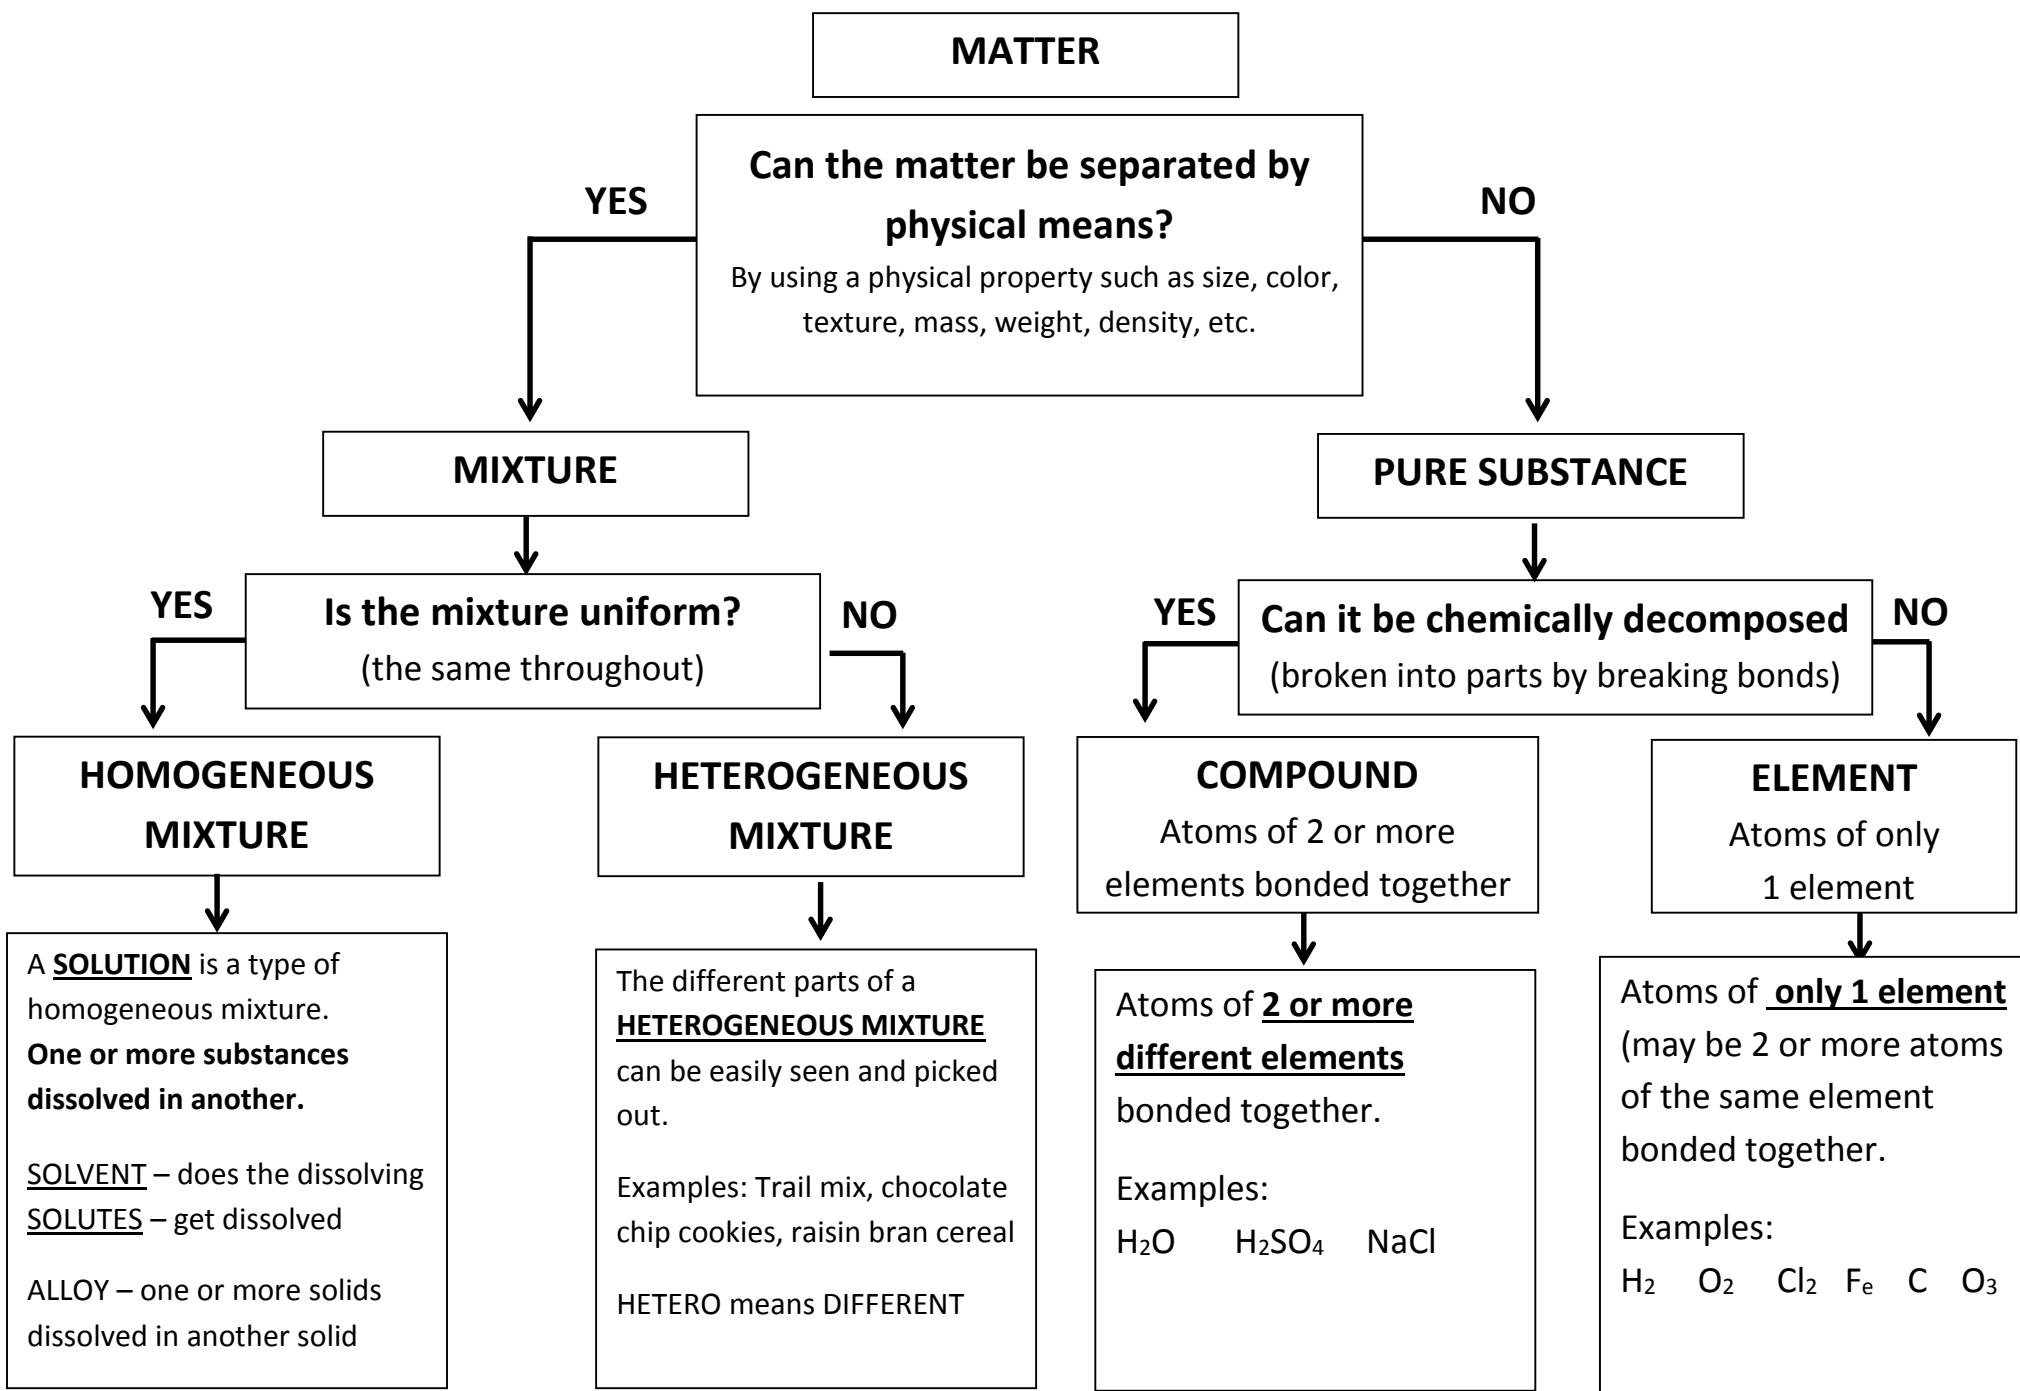 MATTER
Can the matter be separated by
physical means?
By using a physical property such as size, color,
texture, mass, weight, density, etc.
YES
NO
MIXTURE
PURE SUBSTANCE
YES
Is the mixture uniform?
(the same throughout)
NO
YES
Can it be chemically decomposed
(broken into parts by breaking bonds)
NO
HOMOGENEOUS
MIXTURE
HETEROGENEOUS
MIXTURE
COMPOUND
Atoms of 2 or more
elements bonded together
ELEMENT
Atoms of only
1 element
A SOLUTION is a type of
homogeneous mixture.
One or more substances
dissolved in another.
SOLVENT – does the dissolving
SOLUTES – get dissolved
ALLOY – one or more solids
dissolved in another solid
The different parts of a
HETEROGENEOUS MIXTURE
can be easily seen and picked
out.
Examples: Trail mix, chocolate
chip cookies, raisin bran cereal
HETERO means DIFFERENT
Atoms of 2 or more
different elements
bonded together.
Examples:
H₂O H₂SO₄ NaCl
Atoms of only 1 element
(may be 2 or more atoms
of the same element
bonded together.
Examples:
H₂ O₂ Cl₂ Fₑ C O₃